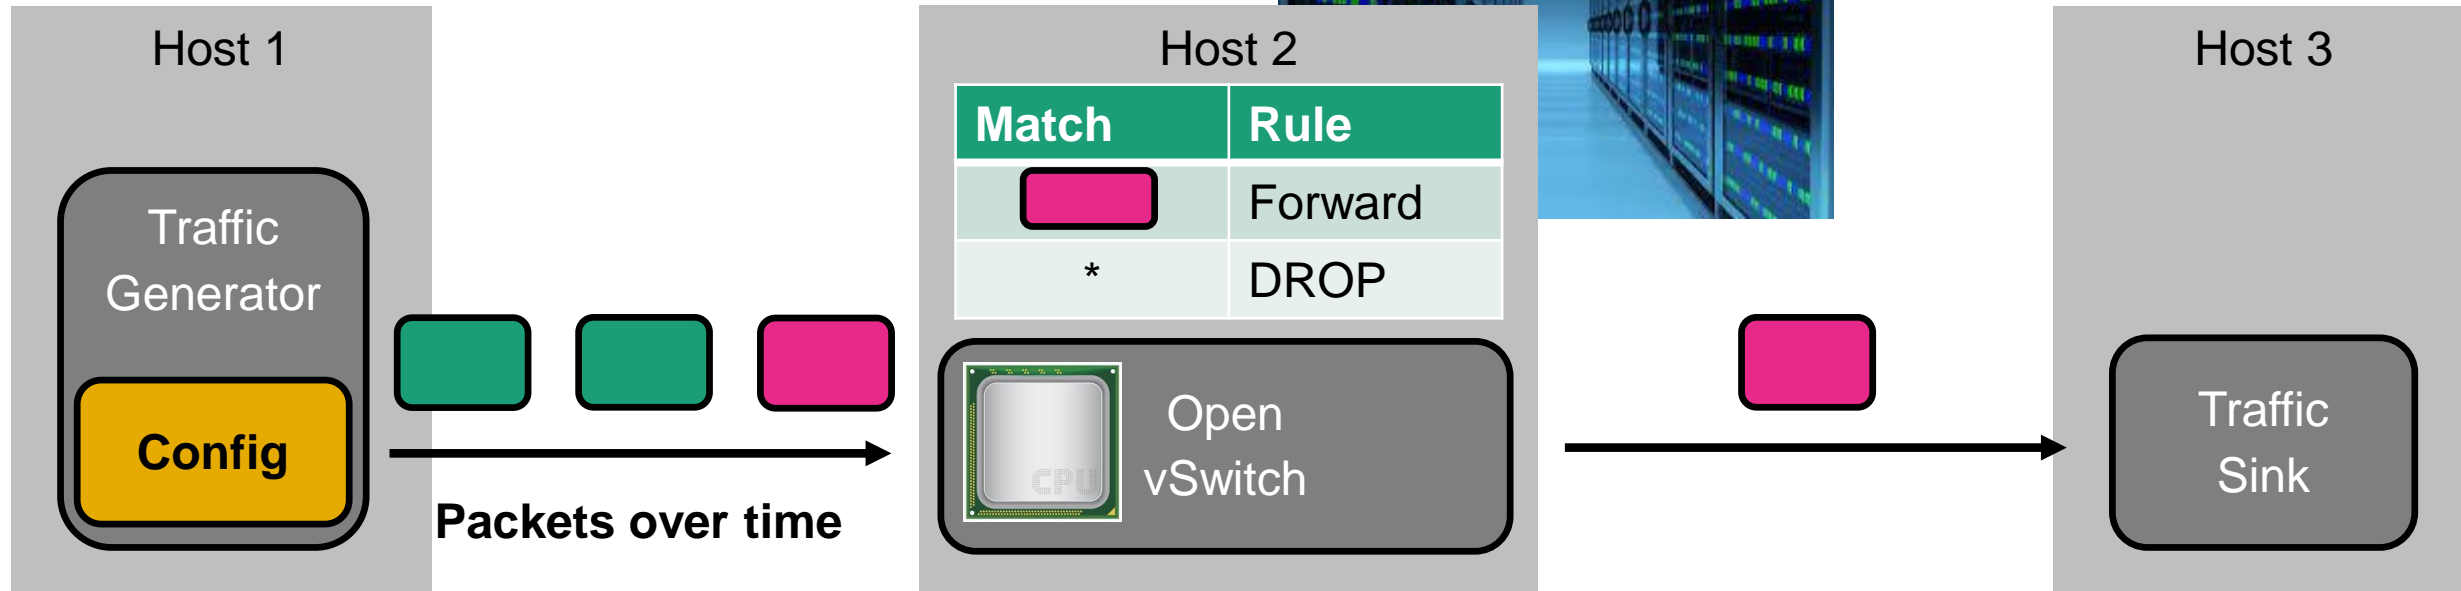 Host 1
Traffic
Generator
Config
Packets over time
Host 2
Match Rule
Forward
* DROP
CPU
Open
vSwitch
Host 3
Traffic
Sink